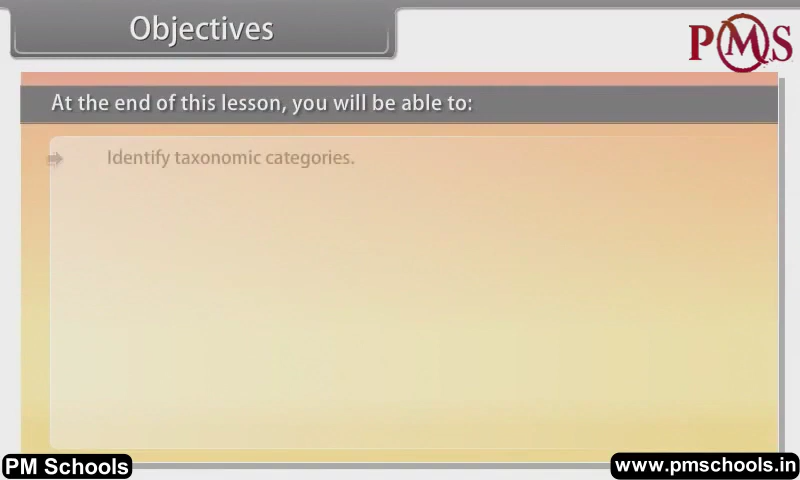 Objectives
PMS
At the end of this lesson, you will be able to:
Identify taxonomic categories.
PM Schools
www.pmschools.in